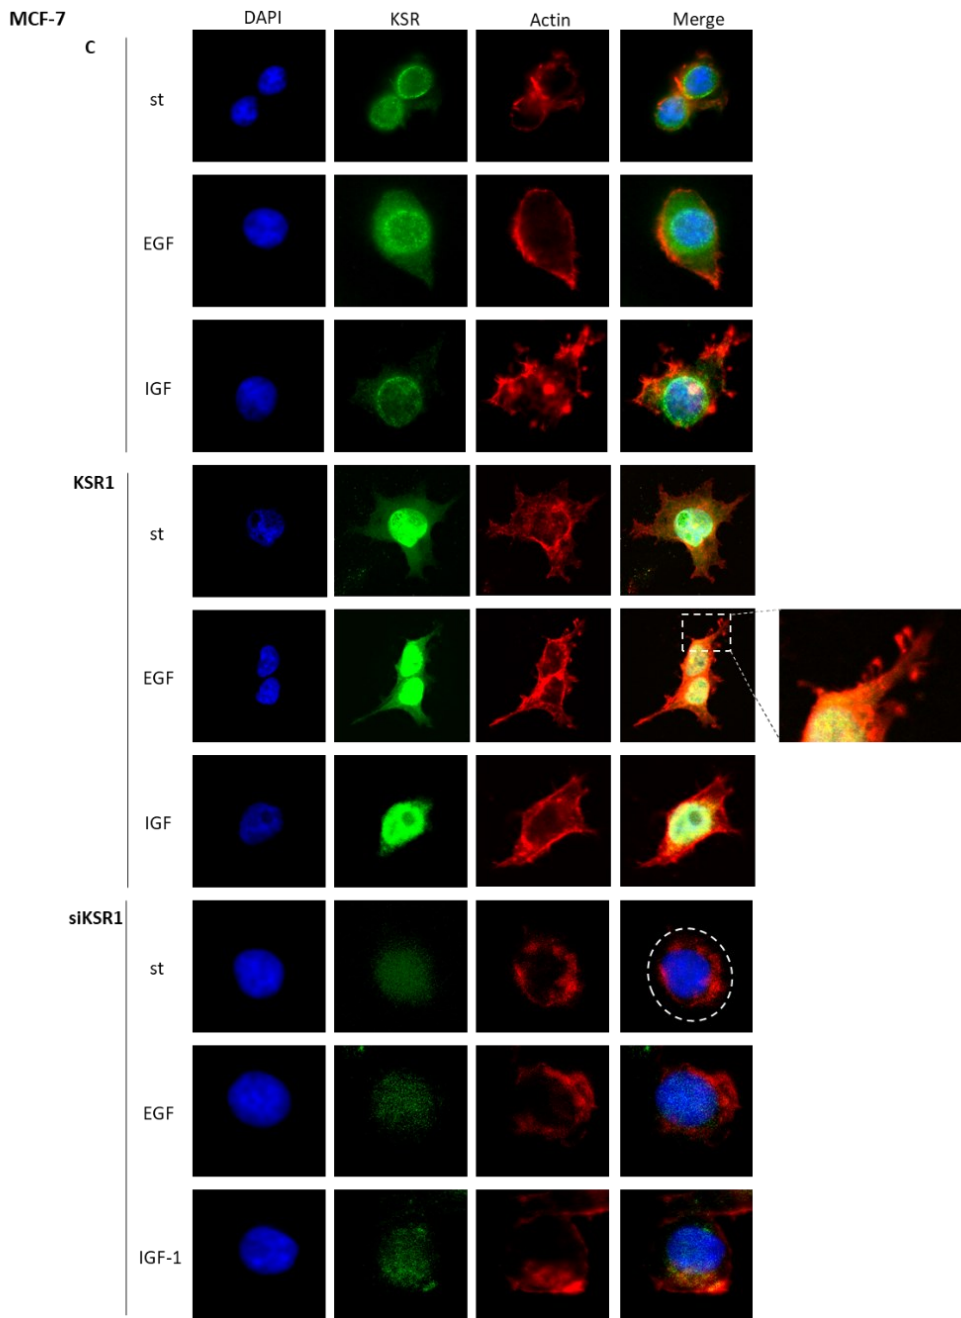 MCF-7
DAPI KSR Actin Merge
C
st
EGF
IGF
KSR1
st
EGF
IGF
siKSR1
st
EGF
IGF-1